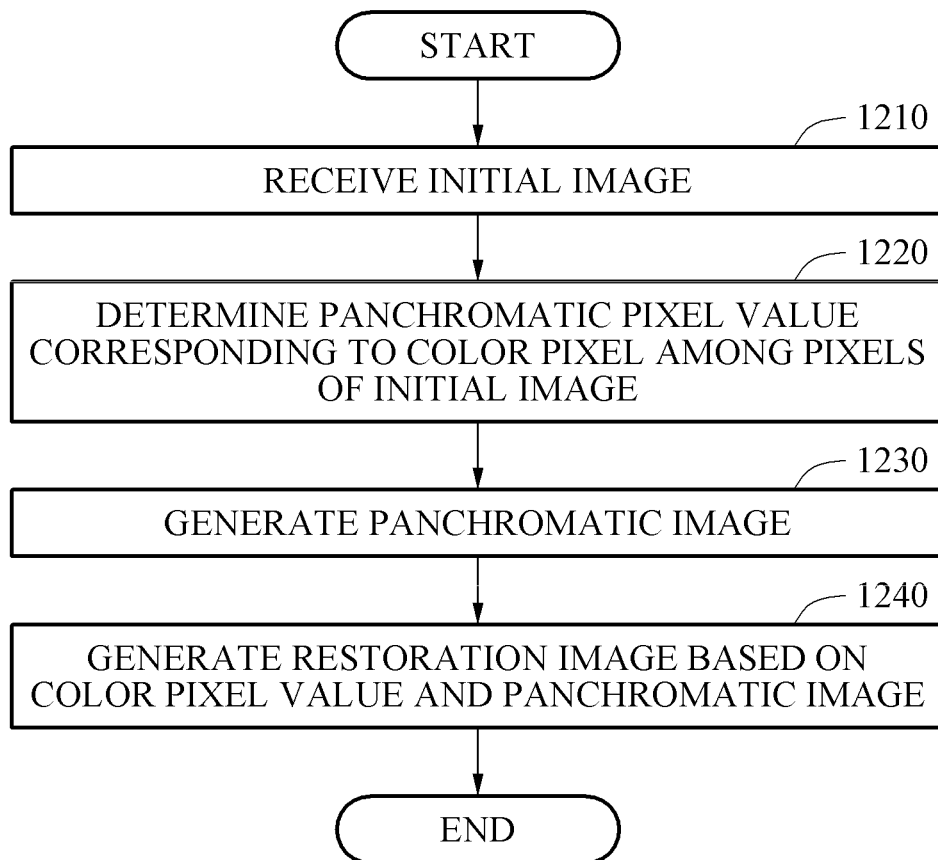 START
1210
RECEIVE INITIAL IMAGE
1220
DETERMINE PANCHROMATIC PIXEL VALUE
CORRESPONDING TO COLOR PIXEL AMONG PIXELS
OF INITIAL IMAGE
1230
GENERATE PANCHROMATIC IMAGE
1240
GENERATE RESTORATION IMAGE BASED ON
COLOR PIXEL VALUE AND PANCHROMATIC IMAGE
END